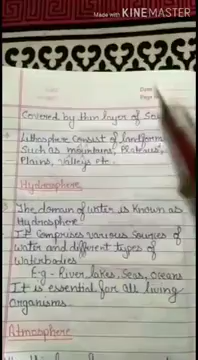 Made with KINEMASTER
Date
Covered by thin layer of
Lithosphere consist of landform
Such as mountains, Plateaus,
Plains, Valleys etc.
Hydrosphere
The domain of water is known as
Hydrosphere
It comprises various sources of
water and different types of
waterbodies
E.g - River, lakes, Seas, Oceans
It is essential for all living
organisms.
Atmosphere